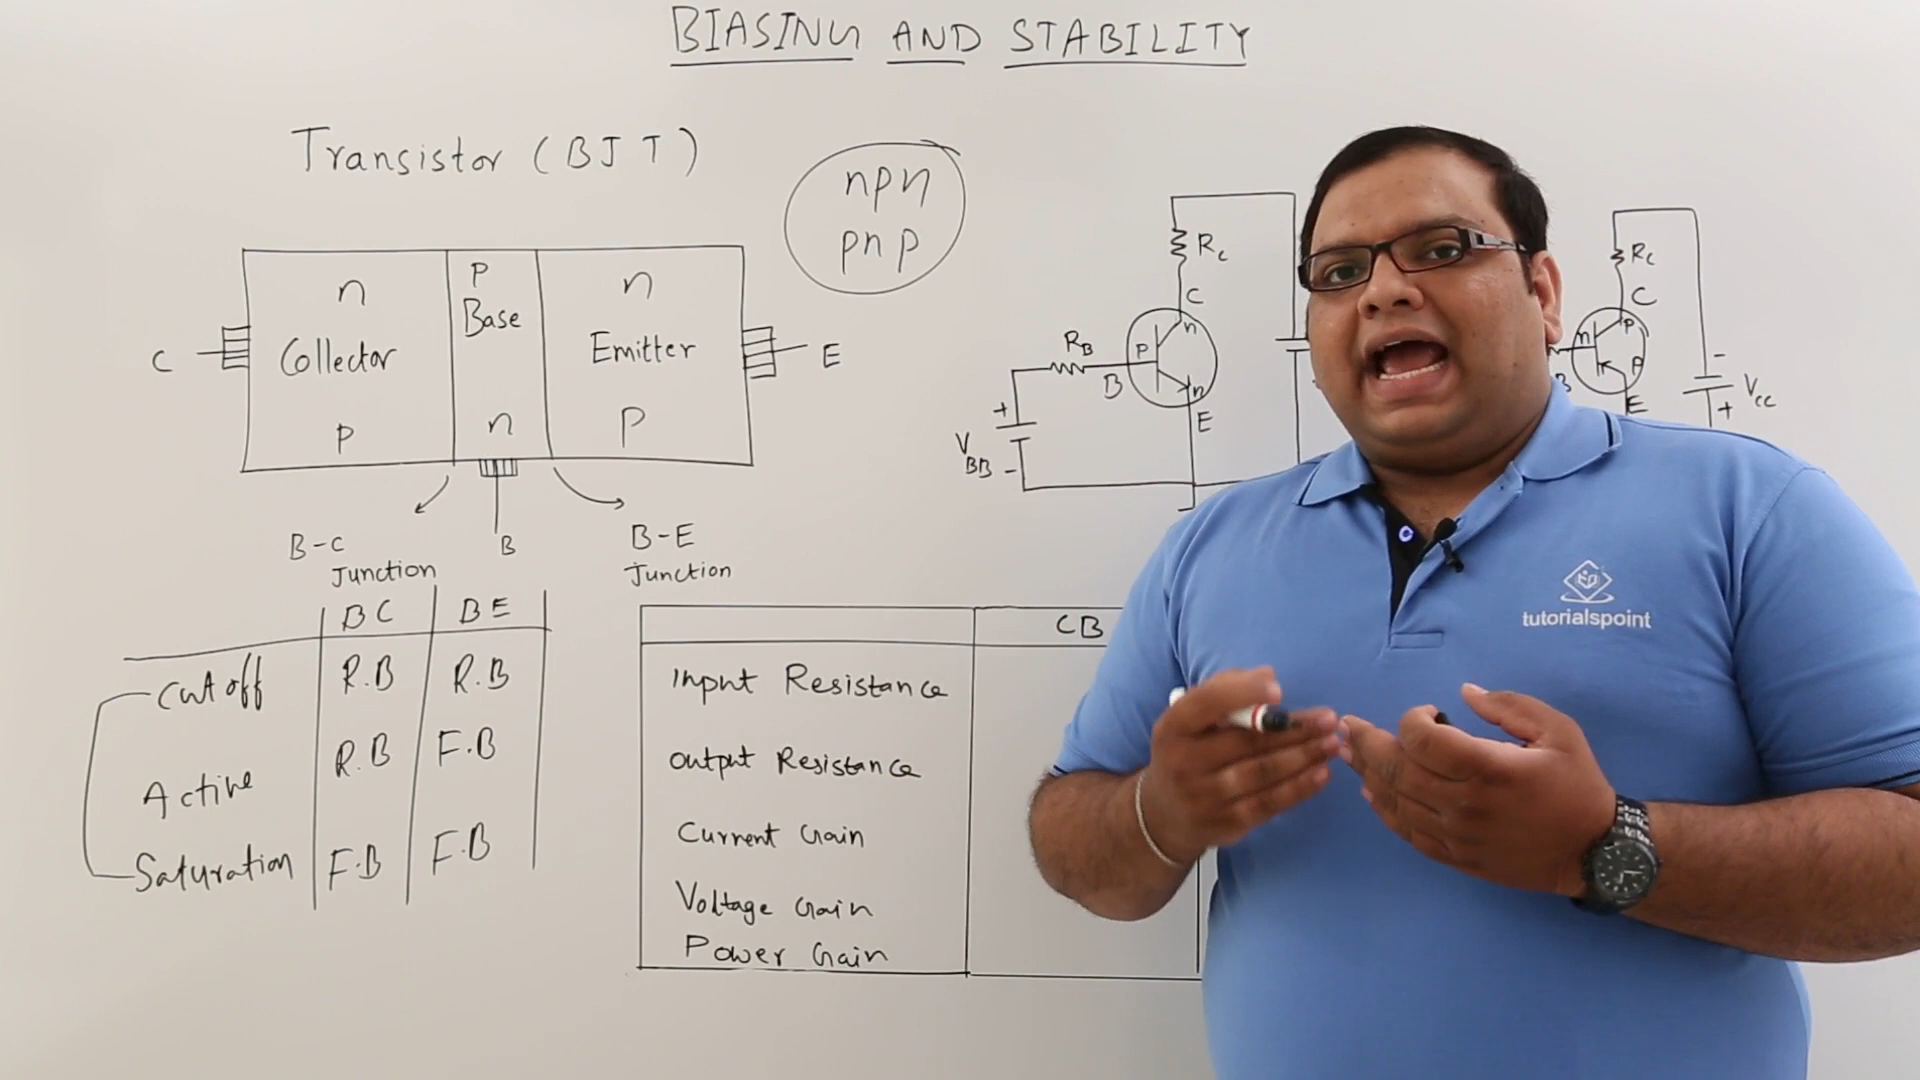 BIASING AND STABILITY
Transistor (BJT)
npn
pnp
n
p
n
Collector
Base
Emitter
C
E
p
n
p
B-C
Junction
B
B-E
Junction
BC BE
Cut off R.B R.B
Active R.B F.B
Saturation F.B F.B
CB
Input Resistance
Output Resistance
Current Gain
Voltage Gain
Power Gain
RC
C
n
RB
P
B
n
E
+
VBB
-
RC
C
P
n
P
B
E
-
VCC
+
tutorialspoint